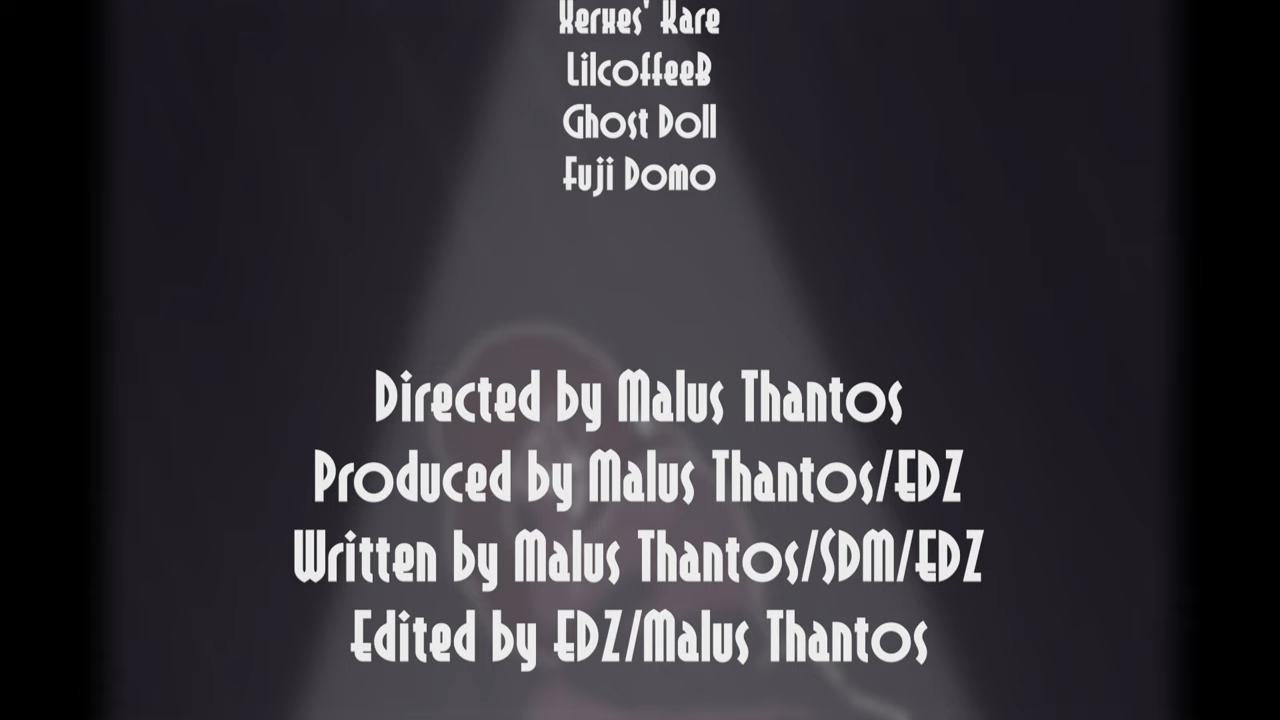 Xerxes' Kare
LilcoffeeB
Ghost Doll
Fuji Domo
Directed by Malus Thantos
Produced by Malus Thantos/EDZ
Written by Malus Thantos/SDM/EDZ
Edited by EDZ/Malus Thantos